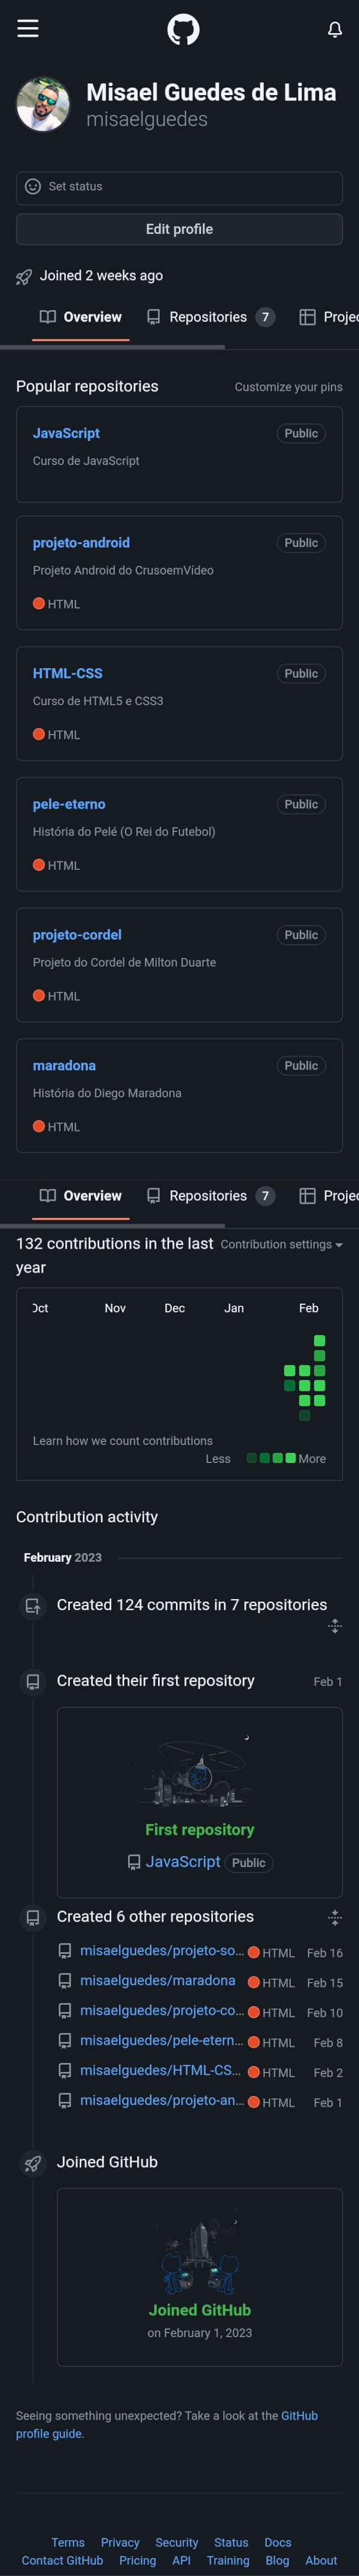 Misael Guedes de Lima
misaelguedes
Set status
Edit profile
Joined 2 weeks ago
Overview Repositories 7 Projec
Popular repositories Customize your pins
JavaScript Public
Curso de JavaScript
projeto-android Public
Projeto Android do CrusoemVídeo
HTML
HTML-CSS Public
Curso de HTML5 e CSS3
HTML
pele-eterno Public
História do Pelé (O Rei do Futebol)
HTML
projeto-cordel Public
Projeto do Cordel de Milton Duarte
HTML
maradona Public
História do Diego Maradona
HTML
Overview Repositories 7 Projec
132 contributions in the last Contribution settings
year
Oct Nov Dec Jan Feb
Learn how we count contributions
Less More
Contribution activity
February 2023
Created 124 commits in 7 repositories
Created their first repository Feb 1
First repository
JavaScript Public
Created 6 other repositories
misaelguedes/projeto-so... HTML Feb 16
misaelguedes/maradona HTML Feb 15
misaelguedes/projeto-co... HTML Feb 10
misaelguedes/pele-etern... HTML Feb 8
misaelguedes/HTML-CS... HTML Feb 2
misaelguedes/projeto-an... HTML Feb 1
Joined GitHub
Joined GitHub
on February 1, 2023
Seeing something unexpected? Take a look at the GitHub
profile guide.
Terms Privacy Security Status Docs
Contact GitHub Pricing API Training Blog About